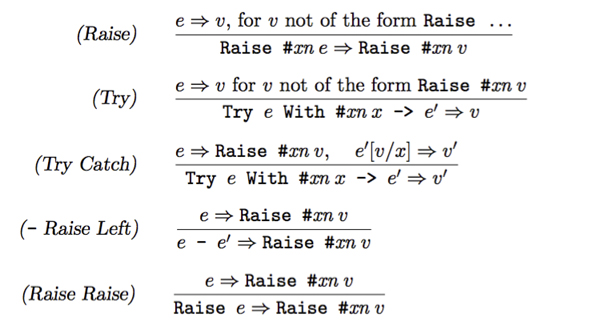 (Raise) e ⇒ v, for v not of the form Raise ...
Raise #xn e ⇒ Raise #xn v
(Try) e ⇒ v for v not of the form Raise #xn v
Try e With #xn x -> e′ ⇒ v
(Try Catch) e ⇒ Raise #xn v, e′[v/x] ⇒ v′
Try e With #xn x -> e′ ⇒ v′
(- Raise Left) e ⇒ Raise #xn v
e - e′ ⇒ Raise #xn v
(Raise Raise) e ⇒ Raise #xn v
Raise e ⇒ Raise #xn v